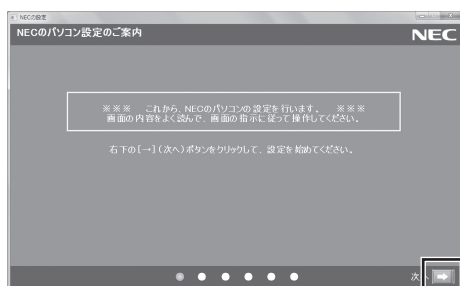 NECの設定
NECのパソコン設定のご案内
NEC
※※※ これから、NECのパソコンの設定を行います。 ※※※
画面の内容をよく読んで、画面の指示に従って操作してください。
右下の[→](次へ)ボタンをクリックして、設定を始めてください。
次へ